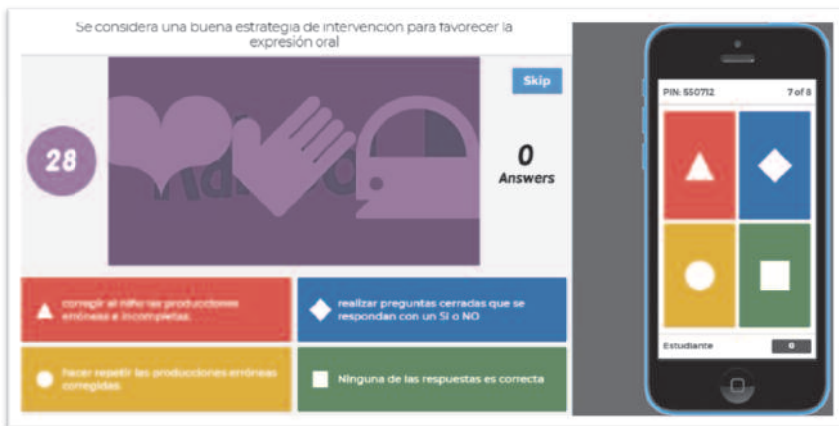 Se considera una buena estrategia de intervención para favorecer la
expresión oral
Skip
28
0
Answers
corregir al niño las producciones
erróneas e incompletas.
realizar preguntas cerradas que se
respondan con un SI o NO
hacer repetir las producciones erróneas
corregidas.
Ninguna de las respuestas es correcta
PIN: 550712
7 of 8
Estudiante
0